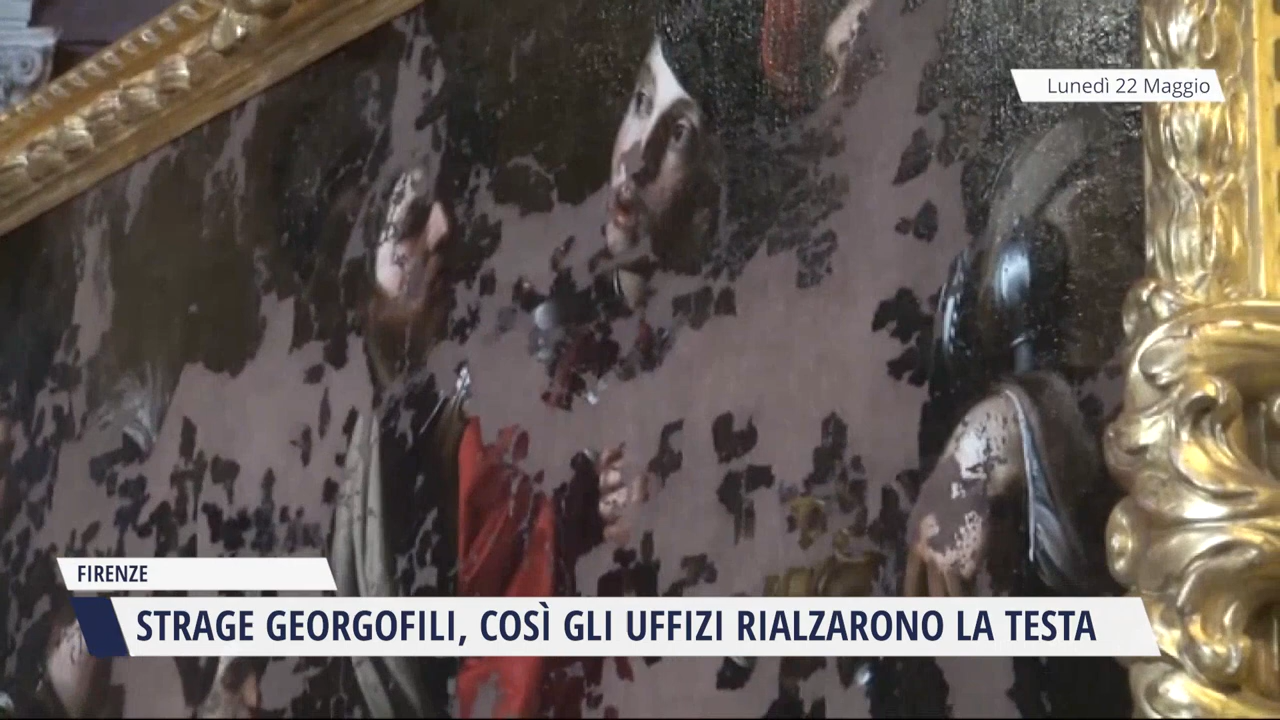 Lunedì 22 Maggio
FIRENZE
STRAGE GEORGOFILI, COSÌ GLI UFFIZI RIALZARONO LA TESTA